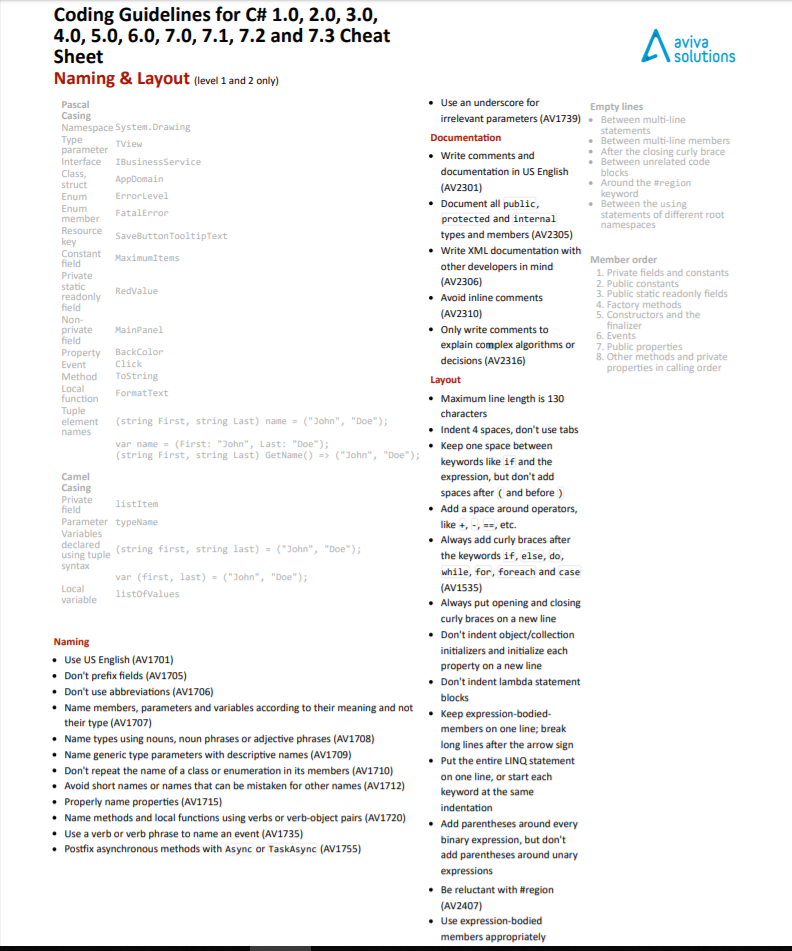 Coding Guidelines for C# 1.0, 2.0, 3.0,
4.0, 5.0, 6.0, 7.0, 7.1, 7.2 and 7.3 Cheat
Sheet
aviva
solutions
Naming & Layout (level 1 and 2 only)
Pascal
Casing
Namespace System.Drawing
Type
parameter TView
Interface IBusinessService
Class,
struct AppDomain
Enum ErrorLevel
Enum
member FatalError
Resource
key SaveButtonTooltipText
Constant
field MaximumItems
Private
static
readonly RedValue
field
Non-
private MainPanel
field
Property BackColor
Event Click
Method ToString
Local
function FormatText
Tuple
element (string First, string Last) name = ("John", "Doe");
names
var name = (First: "John", Last: "Doe");
(string First, string Last) GetName() => ("John", "Doe");
Camel
Casing
Private
field listItem
Parameter typeName
Variables
declared
using tuple (string first, string last) = ("John", "Doe");
syntax
var (first, last) = ("John", "Doe");
Local
variable listOfValues
Naming
• Use US English (AV1701)
• Don't prefix fields (AV1705)
• Don't use abbreviations (AV1706)
• Name members, parameters and variables according to their meaning and not
their type (AV1707)
• Name types using nouns, noun phrases or adjective phrases (AV1708)
• Name generic type parameters with descriptive names (AV1709)
• Don't repeat the name of a class or enumeration in its members (AV1710)
• Avoid short names or names that can be mistaken for other names (AV1712)
• Properly name properties (AV1715)
• Name methods and local functions using verbs or verb-object pairs (AV1720)
• Use a verb or verb phrase to name an event (AV1735)
• Postfix asynchronous methods with Async or TaskAsync (AV1755)
• Use an underscore for
irrelevant parameters (AV1739)
Documentation
• Write comments and
documentation in US English
(AV2301)
• Document all public,
protected and internal
types and members (AV2305)
• Write XML documentation with
other developers in mind
(AV2306)
• Avoid inline comments
(AV2310)
• Only write comments to
explain complex algorithms or
decisions (AV2316)
Layout
• Maximum line length is 130
characters
• Indent 4 spaces, don't use tabs
• Keep one space between
keywords like if and the
expression, but don't add
spaces after ( and before )
• Add a space around operators,
like +, -, ==, etc.
• Always add curly braces after
the keywords if, else, do,
while, for, foreach and case
(AV1535)
• Always put opening and closing
curly braces on a new line
• Don't indent object/collection
initializers and initialize each
property on a new line
• Don't indent lambda statement
blocks
• Keep expression-bodied-
members on one line; break
long lines after the arrow sign
• Put the entire LINQ statement
on one line, or start each
keyword at the same
indentation
• Add parentheses around every
binary expression, but don't
add parentheses around unary
expressions
• Be reluctant with #region
(AV2407)
• Use expression-bodied
members appropriately
Empty lines
• Between multi-line
statements
• Between multi-line members
• After the closing curly brace
• Between unrelated code
blocks
• Around the #region
keyword
• Between the using
statements of different root
namespaces
Member order
1. Private fields and constants
2. Public constants
3. Public static readonly fields
4. Factory methods
5. Constructors and the
finalizer
6. Events
7. Public properties
8. Other methods and private
properties in calling order